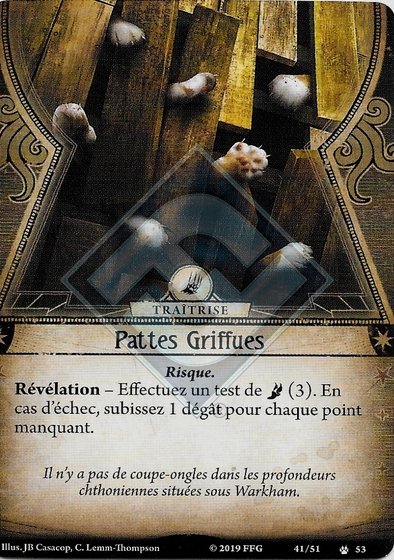 TRAÎTRISE
Pattes Griffues
Risque.
Révélation – Effectuez un test de (3). En
cas d'échec, subissez 1 dégât pour chaque point
manquant.
Il n'y a pas de coupe-ongles dans les profondeurs
chthoniennes situées sous Warkham.
Illus. JB Casacop, C. Lemm-Thompson © 2019 FFG 41/51 53